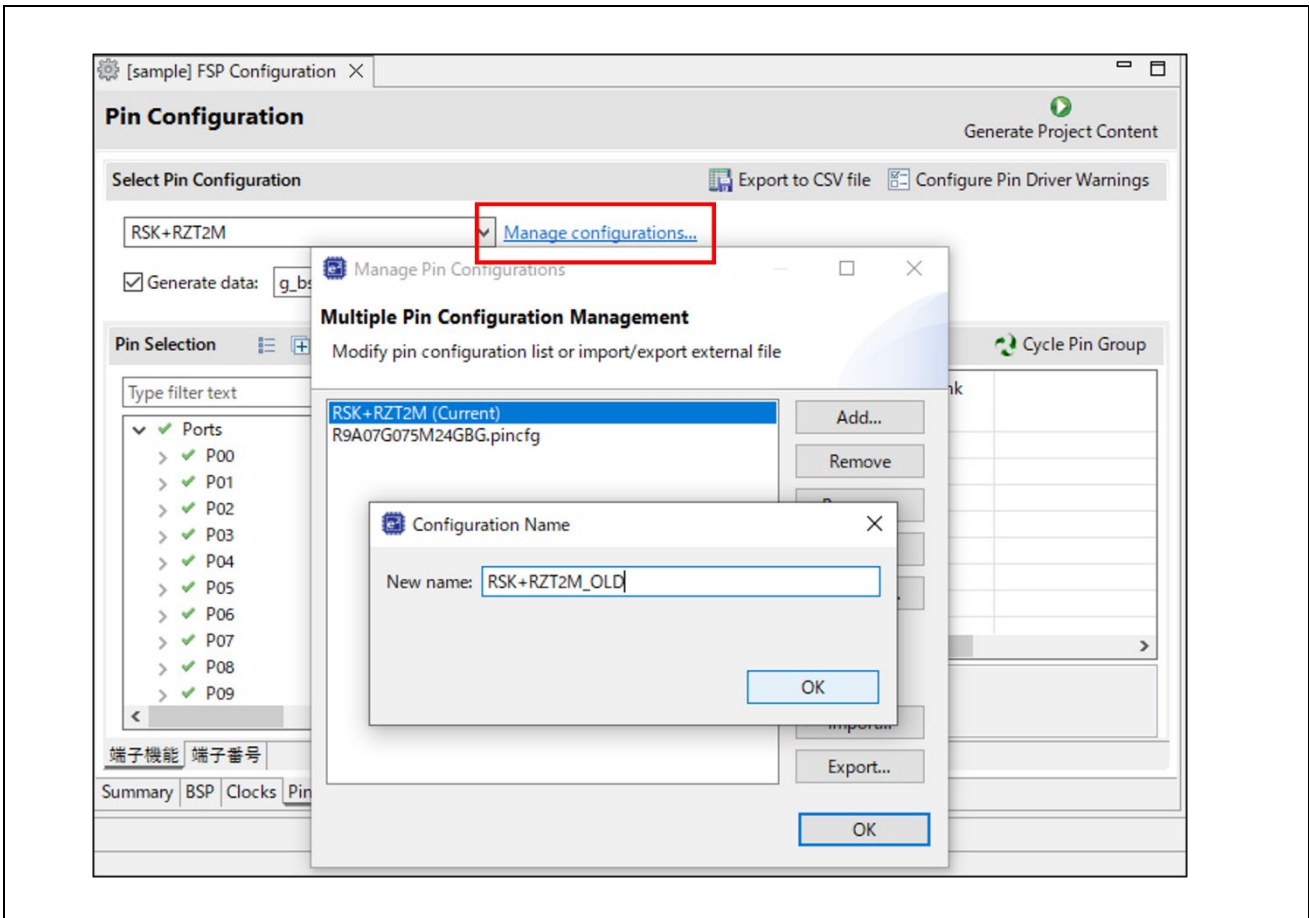 [sample] FSP Configuration
Pin Configuration
Generate Project Content
Select Pin Configuration
Export to CSV file
Configure Pin Driver Warnings
RSK+RZT2M
Manage configurations...
Generate data:
Manage Pin Configurations
Multiple Pin Configuration Management
Modify pin configuration list or import/export external file
Pin Selection
Cycle Pin Group
Type filter text
Ports
P00
P01
P02
P03
P04
P05
P06
P07
P08
P09
RSK+RZT2M (Current)
R9A07G075M24GBG.pincfg
Add...
Remove
Configuration Name
New name: RSK+RZT2M_OLD
OK
Import...
Export...
OK
端子機能 端子番号
Summary BSP Clocks Pin